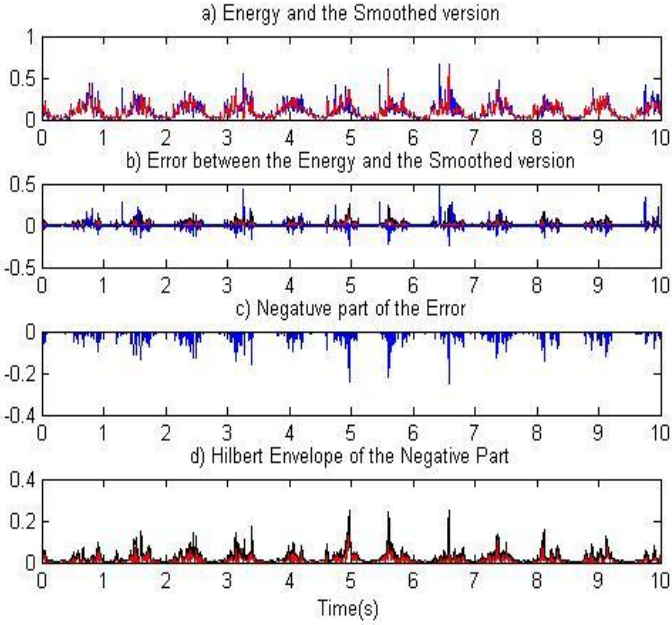 a) Energy and the Smoothed version
1
0.5
0
0 1 2 3 4 5 6 7 8 9 10
b) Error between the Energy and the Smoothed version
0.5
0
-0.5
0 1 2 3 4 5 6 7 8 9 10
c) Negatuve part of the Error
0
-0.2
-0.4
0 1 2 3 4 5 6 7 8 9 10
d) Hilbert Envelope of the Negative Part
0.4
0.2
0
0 1 2 3 4 5 6 7 8 9 10
Time(s)